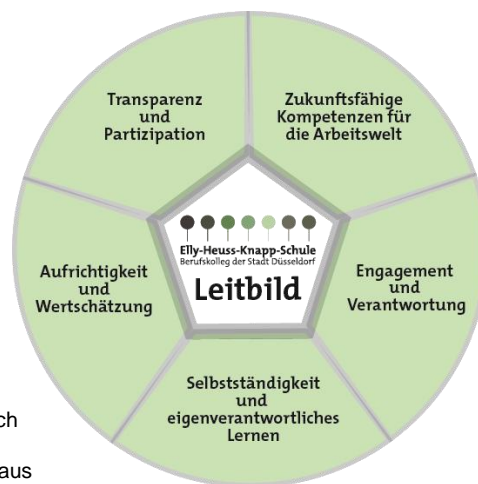 Transparenz
und
Partizipation
Zukunftsfähige
Kompetenzen für
die Arbeitswelt
Elly-Heuss-Knapp-Schule
Berufskolleg der Stadt Düsseldorf
Leitbild
Aufrichtigkeit
und
Wertschätzung
Engagement
und
Verantwortung
Selbstständigkeit
und
eigenverantwortliches
Lernen
ch
aus